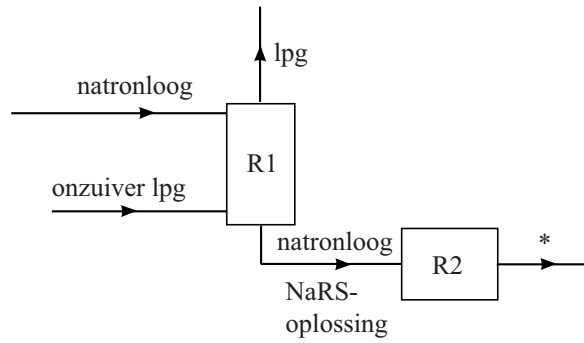 lpg
natronloog
R1
onzuiver lpg
natronloog
R2
*
NaRS-
oplossing